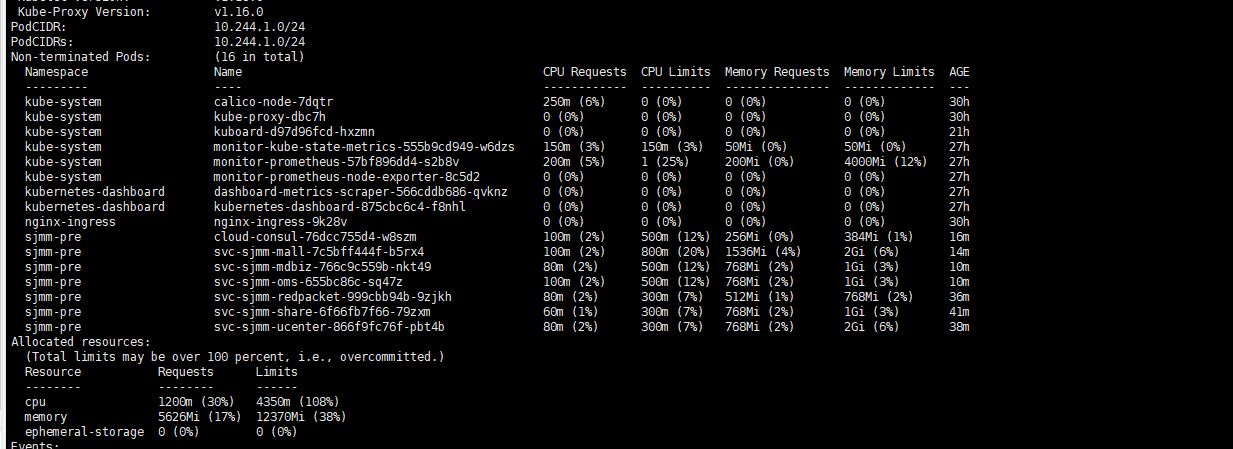 Kube-Proxy Version: v1.16.0
PodCIDR: 10.244.1.0/24
PodCIDRs: 10.244.1.0/24
Non-terminated Pods: (16 in total)
Namespace Name CPU Requests CPU Limits Memory Requests Memory Limits AGE
--------- ---- ------------ ---------- --------------- ------------- ---
kube-system calico-node-7dqtr 250m (6%) 0 (0%) 0 (0%) 0 (0%) 30h
kube-system kube-proxy-dbc7h 0 (0%) 0 (0%) 0 (0%) 0 (0%) 30h
kube-system kuboard-d97d96fcd-hxzmn 0 (0%) 0 (0%) 0 (0%) 0 (0%) 21h
kube-system monitor-kube-state-metrics-555b9cd949-w6dzs 150m (3%) 150m (3%) 50Mi (0%) 50Mi (0%) 27h
kube-system monitor-prometheus-57bf896dd4-s2b8v 200m (5%) 1 (25%) 200Mi (0%) 4000Mi (12%) 27h
kube-system monitor-prometheus-node-exporter-8c5d2 0 (0%) 0 (0%) 0 (0%) 0 (0%) 27h
kubernetes-dashboard dashboard-metrics-scraper-566cddb686-qvknz 0 (0%) 0 (0%) 0 (0%) 0 (0%) 27h
kubernetes-dashboard kubernetes-dashboard-875cbc6c4-f8nhl 0 (0%) 0 (0%) 0 (0%) 0 (0%) 27h
nginx-ingress nginx-ingress-9k28v 0 (0%) 0 (0%) 0 (0%) 0 (0%) 30h
sjmm-pre cloud-consul-76dcc755d4-w8szm 100m (2%) 500m (12%) 256Mi (0%) 384Mi (1%) 16m
sjmm-pre svc-sjmm-mall-7c5bff444f-b5rx4 100m (2%) 800m (20%) 1536Mi (4%) 2Gi (6%) 14m
sjmm-pre svc-sjmm-mdbiz-766c9c559b-nkt49 80m (2%) 500m (12%) 768Mi (2%) 1Gi (3%) 10m
sjmm-pre svc-sjmm-oms-655bc86c-sq47z 100m (2%) 500m (12%) 768Mi (2%) 1Gi (3%) 10m
sjmm-pre svc-sjmm-redpacket-999cbb94b-9zjkh 80m (2%) 300m (7%) 512Mi (1%) 768Mi (2%) 36m
sjmm-pre svc-sjmm-share-6f66fb7f66-79zxm 60m (1%) 300m (7%) 768Mi (2%) 1Gi (3%) 41m
sjmm-pre svc-sjmm-ucenter-866f9fc76f-pbt4b 80m (2%) 300m (7%) 768Mi (2%) 2Gi (6%) 38m
Allocated resources:
(Total limits may be over 100 percent, i.e., overcommitted.)
Resource Requests Limits
-------- -------- ------
cpu 1200m (30%) 4350m (108%)
memory 5626Mi (17%) 12370Mi (38%)
ephemeral-storage 0 (0%) 0 (0%)
Events: